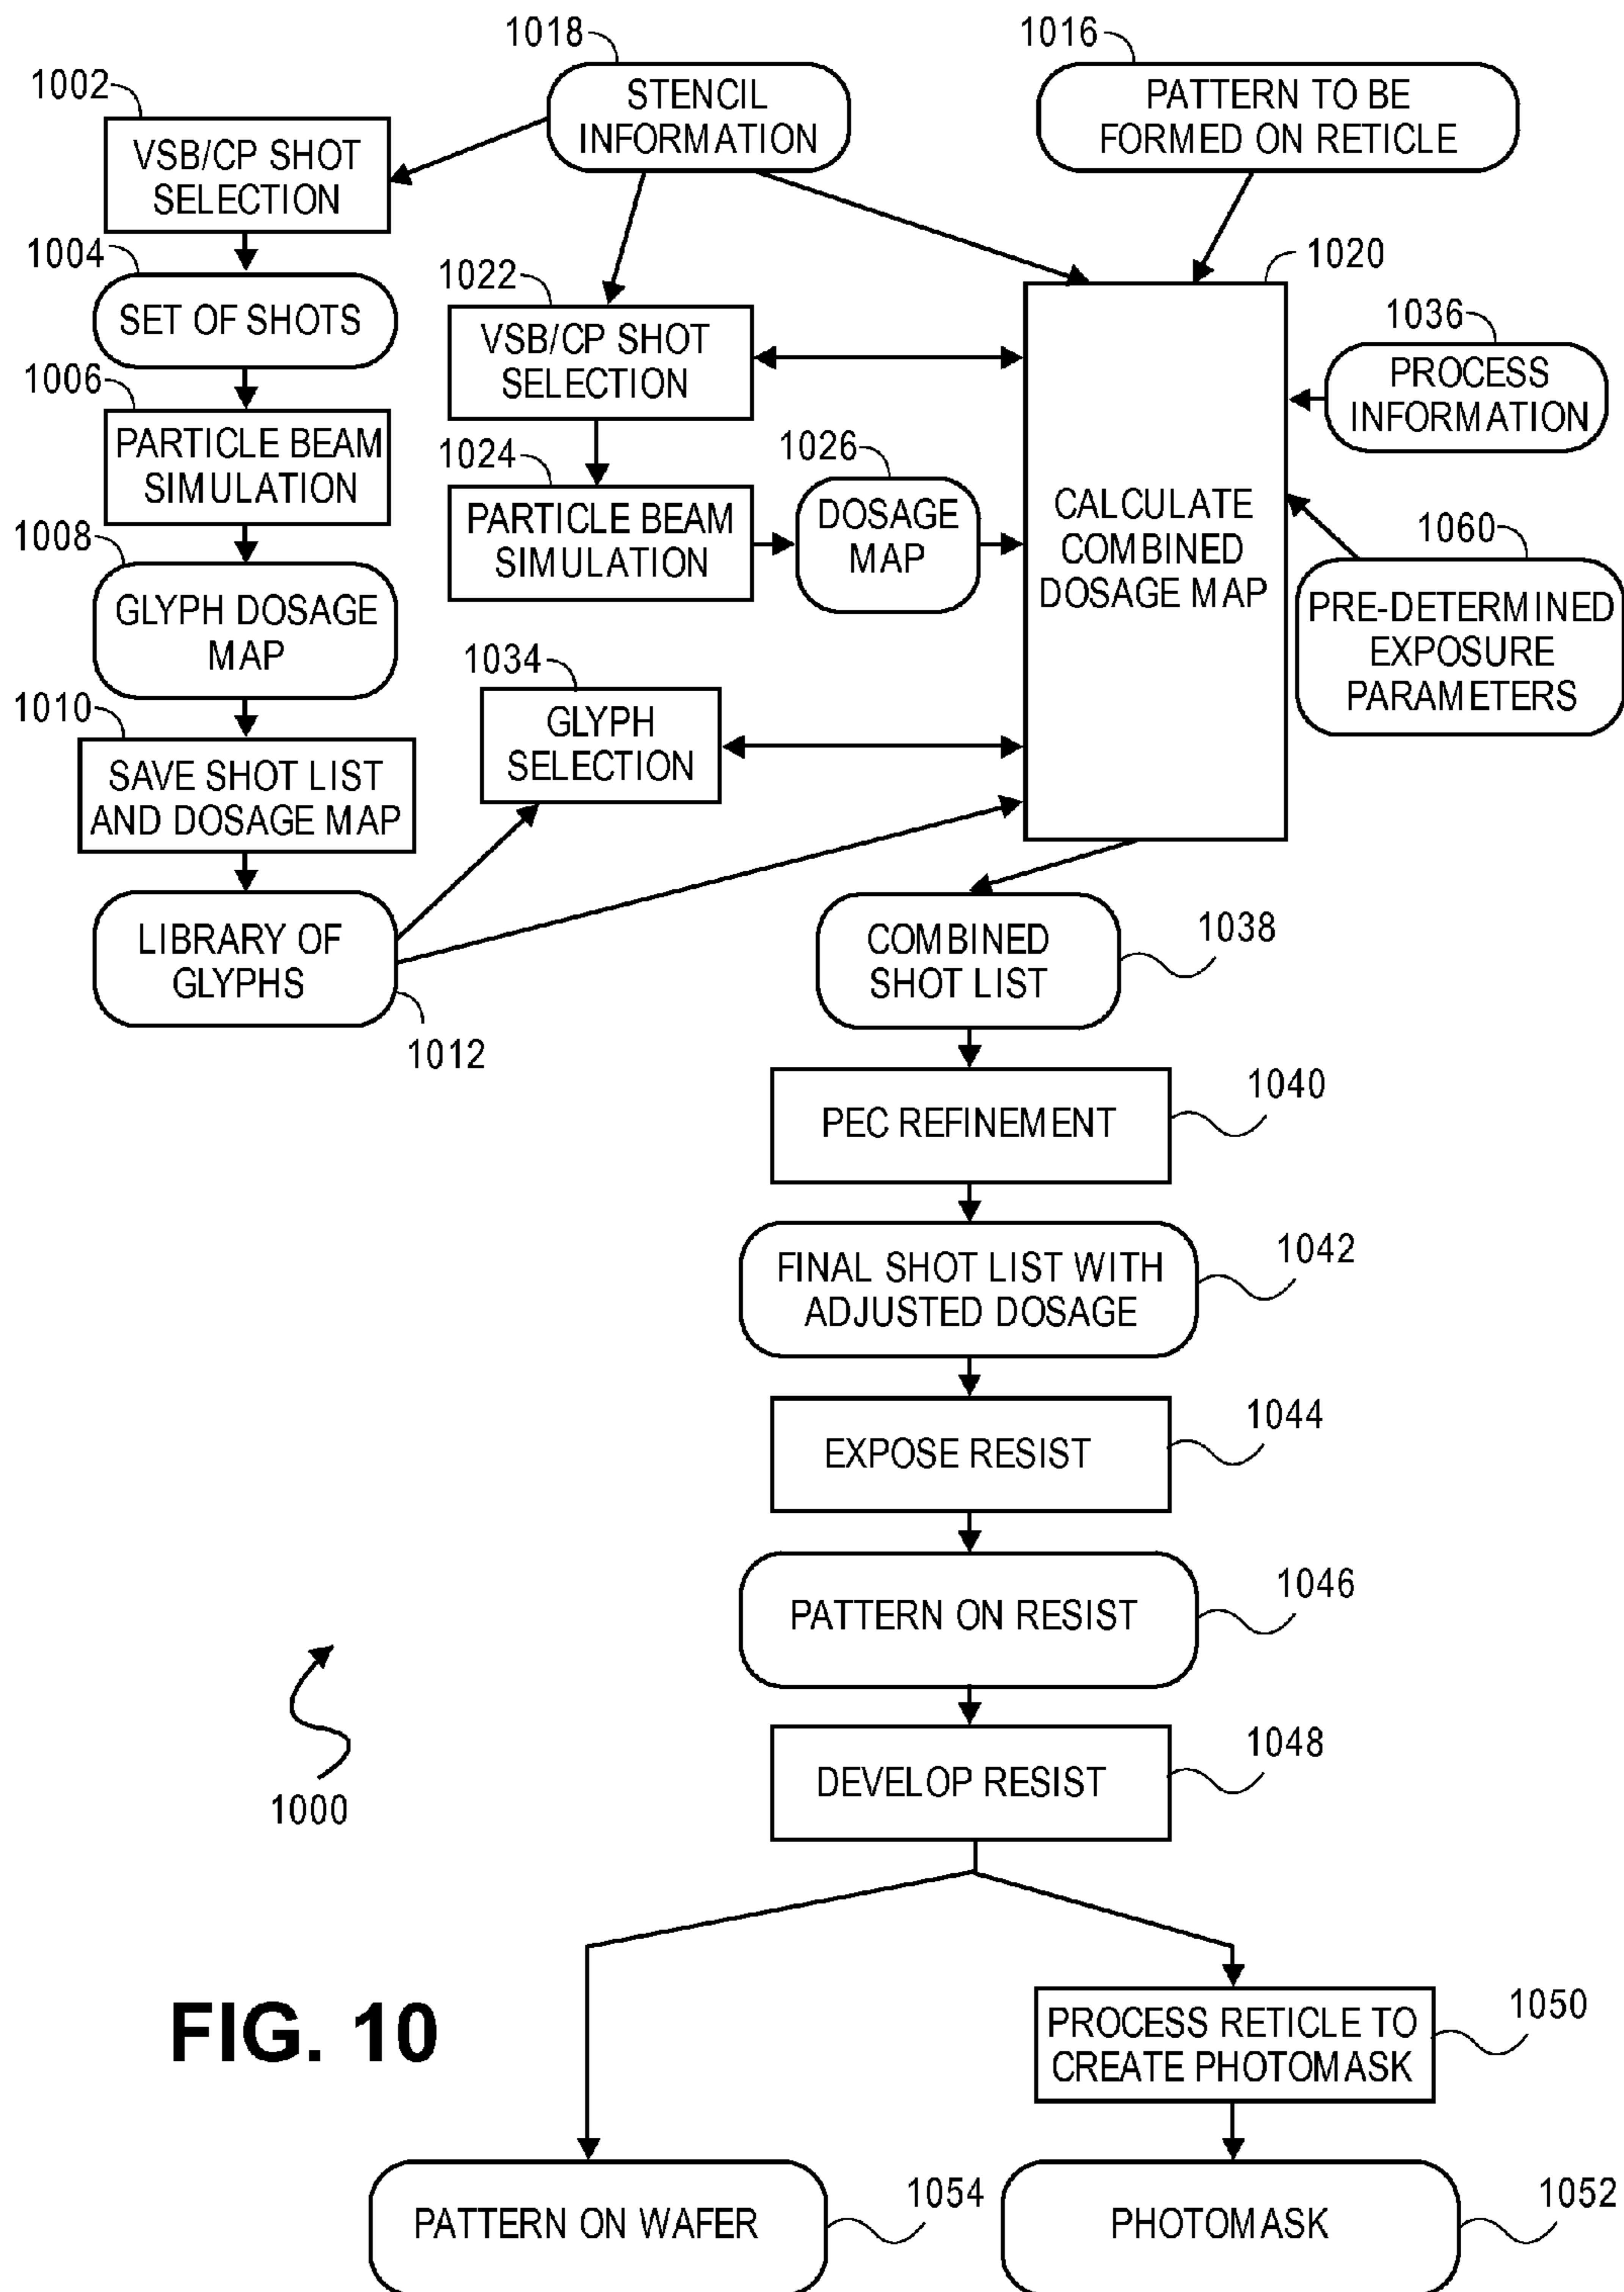 1018
STENCIL
INFORMATION
1016
PATTERN TO BE
FORMED ON RETICLE
1002
VSB/CP SHOT
SELECTION
1004
SET OF SHOTS
1006
PARTICLE BEAM
SIMULATION
1008
GLYPH DOSAGE
MAP
1010
SAVE SHOT LIST
AND DOSAGE MAP
LIBRARY OF
GLYPHS
1012
1022
VSB/CP SHOT
SELECTION
1024
PARTICLE BEAM
SIMULATION
1026
DOSAGE
MAP
1034
GLYPH
SELECTION
1020
CALCULATE
COMBINED
DOSAGE MAP
1036
PROCESS
INFORMATION
1060
PRE-DETERMINED
EXPOSURE
PARAMETERS
COMBINED
SHOT LIST
1038
PEC REFINEMENT
1040
FINAL SHOT LIST WITH
ADJUSTED DOSAGE
1042
EXPOSE RESIST
1044
PATTERN ON RESIST
1046
DEVELOP RESIST
1048
1000
FIG. 10
PROCESS RETICLE TO
CREATE PHOTOMASK
1050
PATTERN ON WAFER
1054
PHOTOMASK
1052